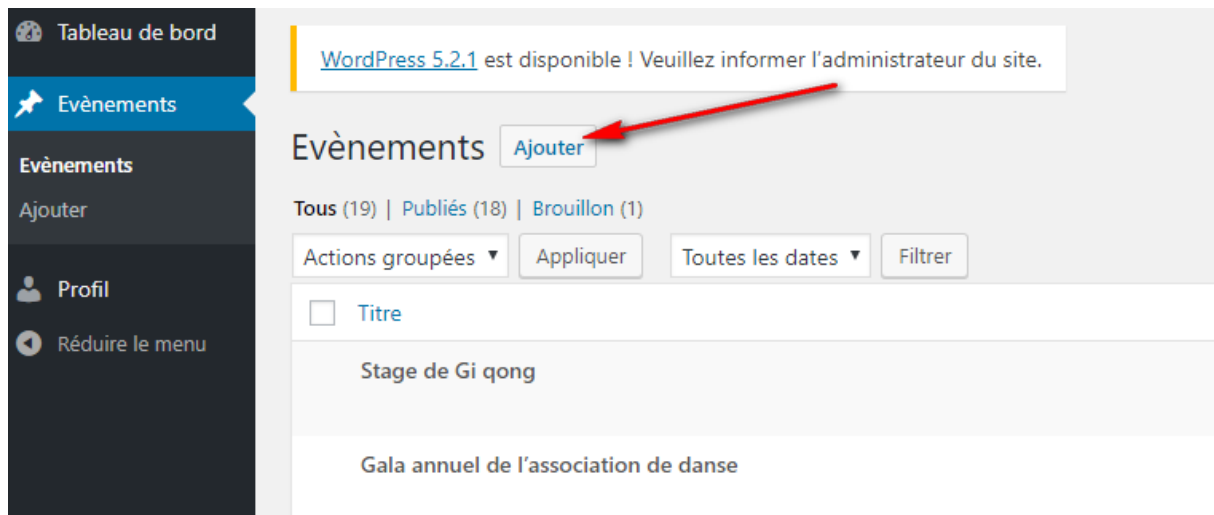 Tableau de bord
Evènements
Evènements
Ajouter
Profil
Réduire le menu
WordPress 5.2.1 est disponible ! Veuillez informer l'administrateur du site.
Evènements Ajouter
Tous (19) | Publiés (18) | Brouillon (1)
Actions groupées Appliquer Toutes les dates Filtrer
Titre
Stage de Gi qong
Gala annuel de l'association de danse